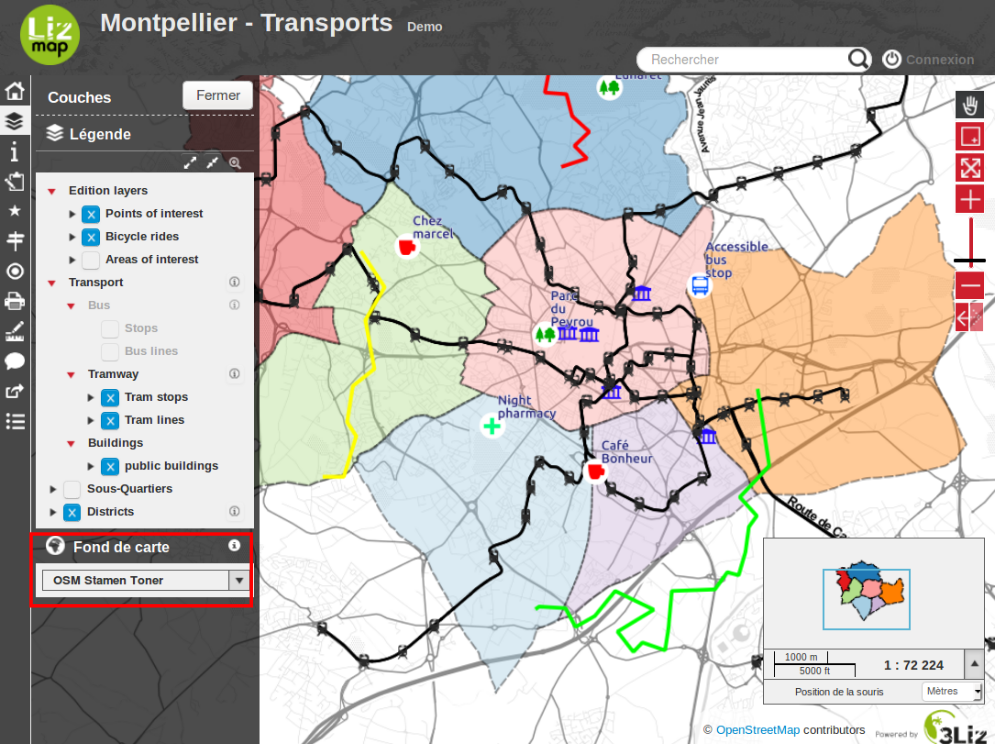 Liz
map
Montpellier - Transports Demo
Rechercher
Connexion
Couches
Fermer
Légende
Edition layers
Points of interest
Bicycle rides
Areas of interest
Transport
Bus
Stops
Bus lines
Tramway
Tram stops
Tram lines
Buildings
public buildings
Sous-Quartiers
Districts
Fond de carte
OSM Stamen Toner
Chez
marcel
Accessible
bus
stop
Parc
du
Peyrou
Night
pharmacy
Café
Bonheur
Route de
1000 m
5000 ft
1 : 72 224
Position de la souris
Mètres
© OpenStreetMap contributors
Powered by
3Liz